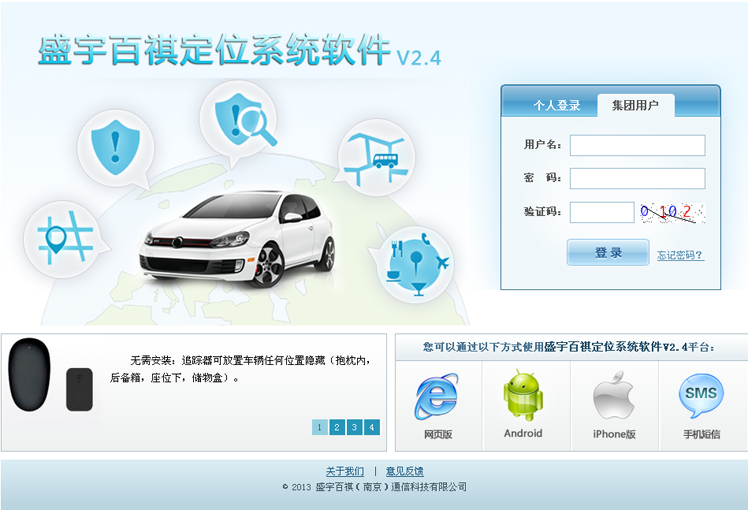 盛宇百祺定位系统软件 V2.4
个人登录 集团用户
用户名:
密 码:
验证码: 0 10 2
登录 忘记密码?
无需安装：追踪器可放置车辆任何位置隐藏（抱枕内，
后备箱，座位下，储物盒）。
1 2 3 4
您可以通过以下方式使用盛宇百祺定位系统软件V2.4平台：
SMS
网页版 Android iPhone版 手机短信
关于我们 | 意见反馈
© 2013 盛宇百祺（南京）通信科技有限公司